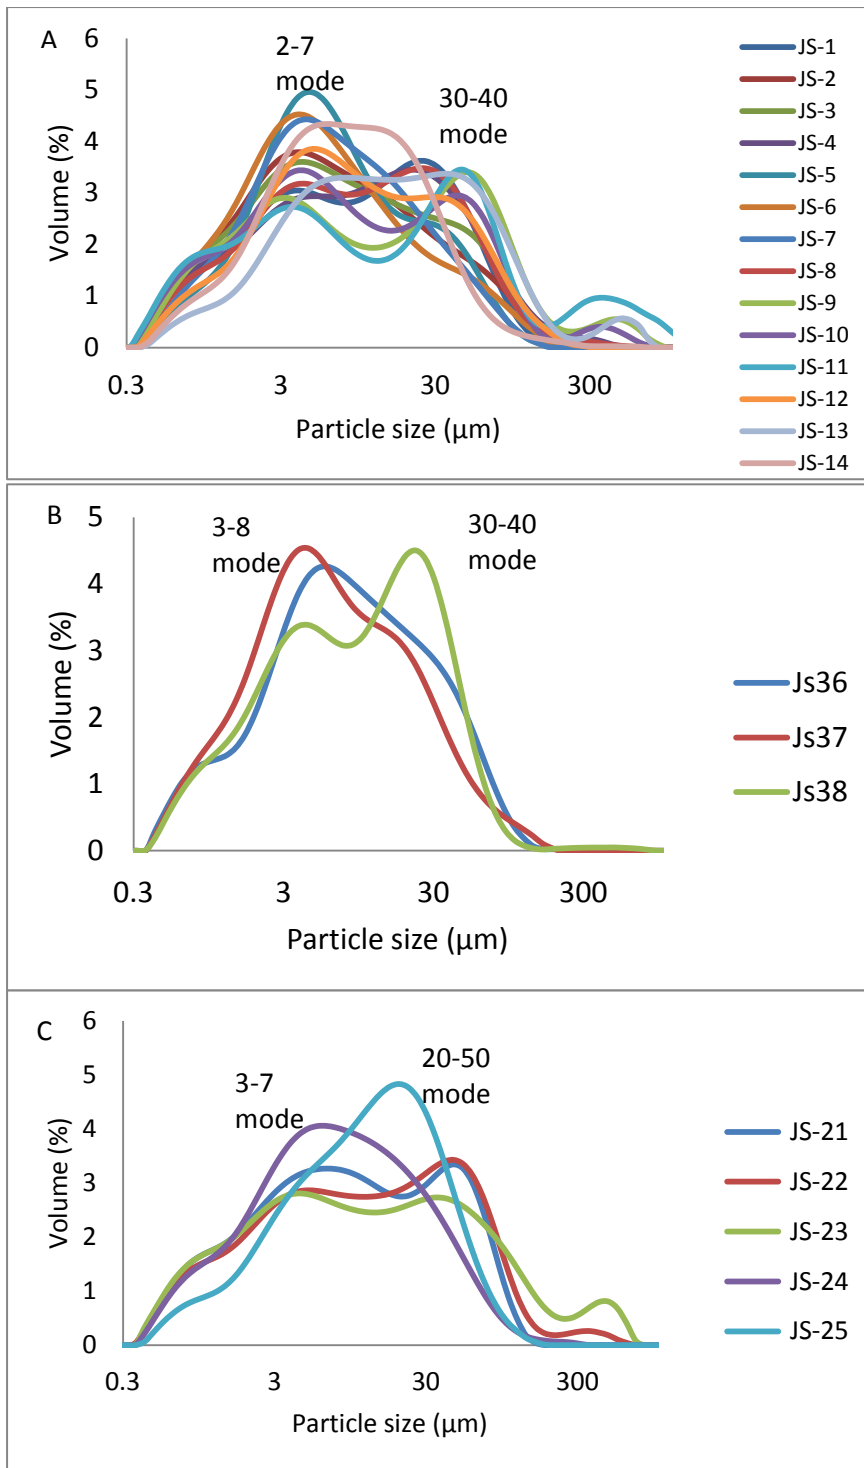 A
2-7
mode
30-40
mode
6
5
4
3
2
1
0
Volume (%)
0.3 3 30 300
Particle size (μm)
JS-1
JS-2
JS-3
JS-4
JS-5
JS-6
JS-7
JS-8
JS-9
JS-10
JS-11
JS-12
JS-13
JS-14
B
3-8
mode
30-40
mode
5
4
3
2
1
0
Volume (%)
0.3 3 30 300
Particle size (μm)
Js36
Js37
Js38
C
3-7
mode
20-50
mode
6
5
4
3
2
1
0
Volume (%)
0.3 3 30 300
Particle size (μm)
JS-21
JS-22
JS-23
JS-24
JS-25